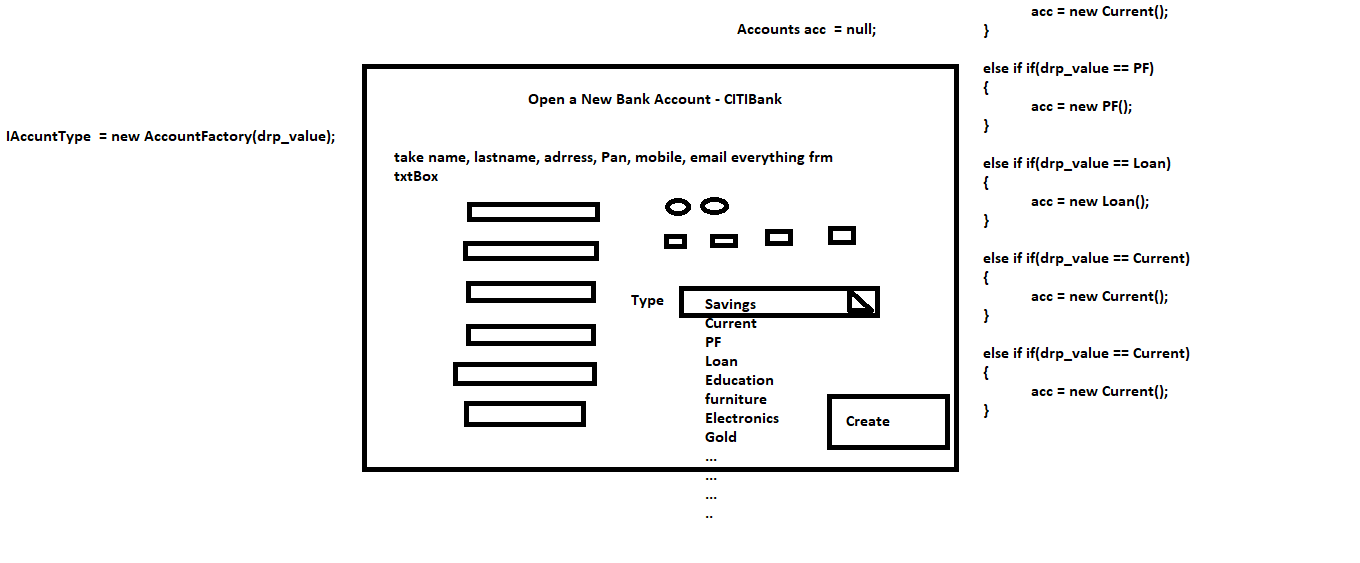 Accounts acc  = null;
acc = new Current();
}
else if if(drp_value == PF)
{
acc = new PF();
}
else if if(drp_value == Loan)
{
acc = new Loan();
}
else if if(drp_value == Current)
{
acc = new Current();
}
else if if(drp_value == Current)
{
acc = new Current();
}
IAccuntType  = new AccountFactory(drp_value);
Open a New Bank Account - CITIBank
take name, lastname, adrress, Pan, mobile, email everything frm
txtBox
Type
Savings
Current
PF
Loan
Education
furniture
Electronics
Gold
...
...
...
..
Create